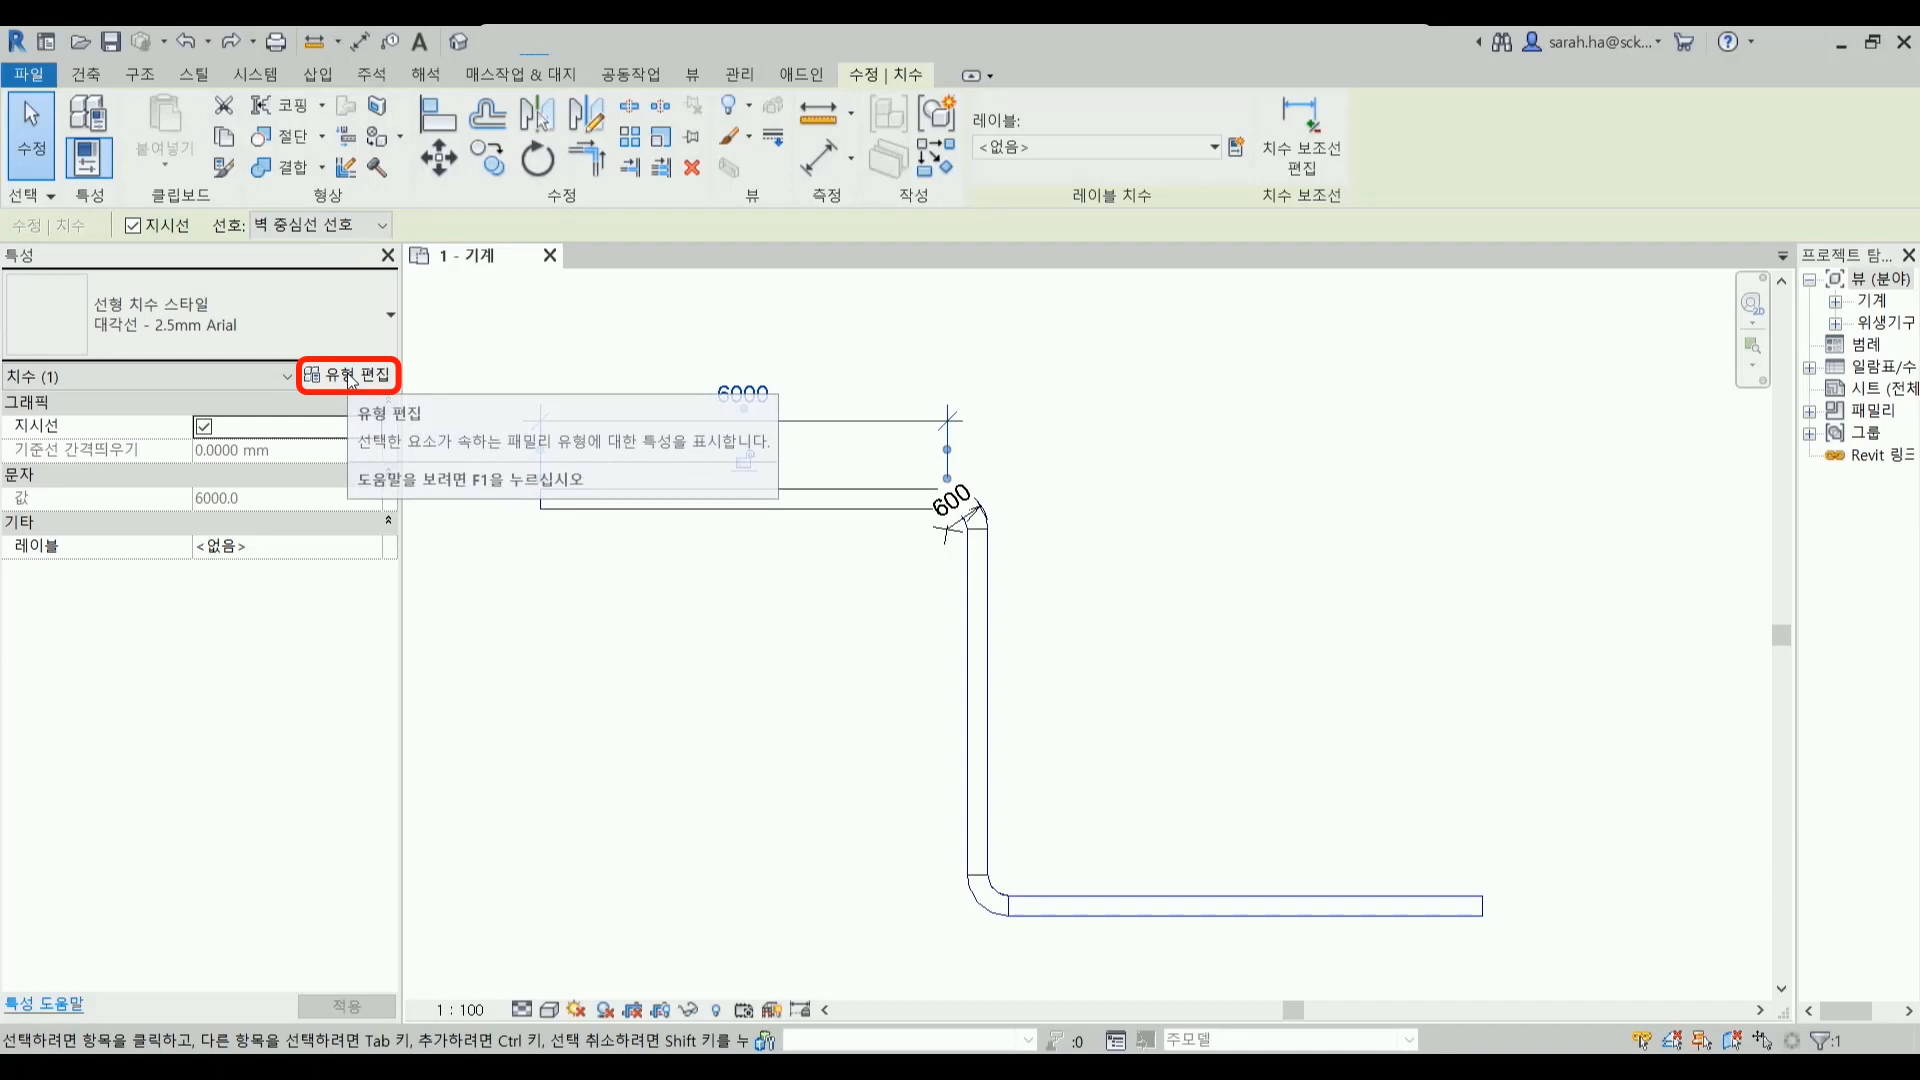 sarah.ha@sck...
파일 건축 구조 스틸 시스템 삽입 주석 해석 매스작업 & 대지 공동작업 뷰 관리 애드인 수정 | 치수
수정
붙여넣기
코핑
절단
결합
레이블:
<없음>
치수 보조선
편집
선택 특성 클립보드 형상 수정 뷰 측정 작성 레이블 치수 치수 보조선
수정 | 치수 지시선 선호: 벽 중심선 선호
특성
선형 치수 스타일
대각선 - 2.5mm Arial
치수 (1) 유형 편집
그래픽
지시선
기준선 간격띄우기 0.0000 mm
문자
값 6000.0
기타
레이블 <없음>
특성 도움말 적용
1 - 기계
6000
유형 편집
선택한 요소가 속하는 패밀리 유형에 대한 특성을 표시합니다.
도움말을 보려면 F1을 누르십시오
600
2D
1 : 100
프로젝트 탐...
뷰 (분야)
기계
위생기구
범례
일람표/수
시트 (전체
패밀리
그룹
Revit 링크
선택하려면 항목을 클릭하고, 다른 항목을 선택하려면 Tab 키, 추가하려면 Ctrl 키, 선택 취소하려면 Shift 키를 누
:0
주모델
:1